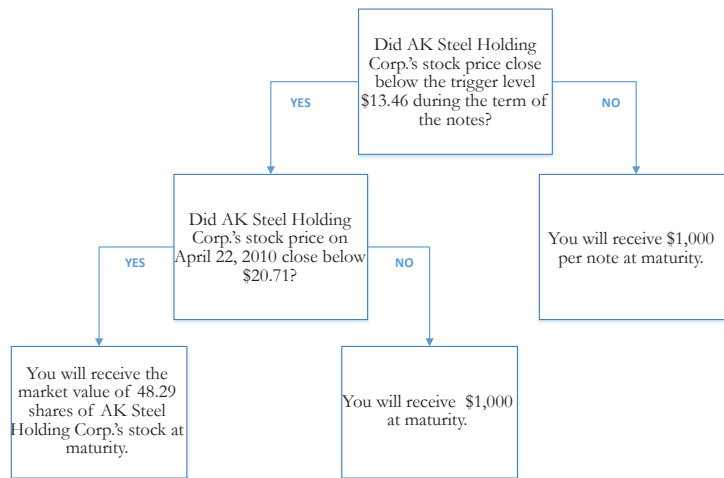 Did AK Steel Holding
Corp.'s stock price close
below the trigger level
$13.46 during the term of
the notes?
YES
NO
Did AK Steel Holding
Corp.'s stock price on
April 22, 2010 close below
$20.71?
You will receive $1,000
per note at maturity.
YES
NO
You will receive the
market value of 48.29
shares of AK Steel
Holding Corp.'s stock at
maturity.
You will receive $1,000
at maturity.